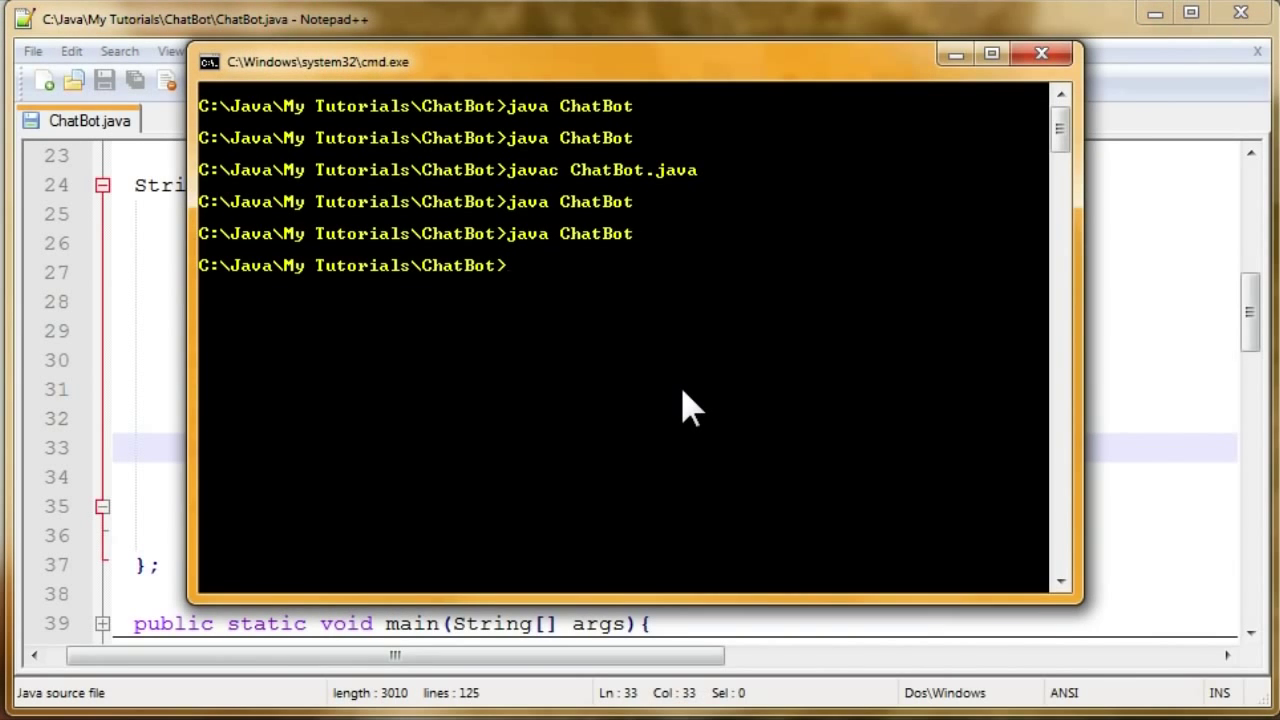 C:\Java\My Tutorials\ChatBot\ChatBot.java - Notepad++
File Edit Search View
C:\Windows\system32\cmd.exe
ChatBot.java
C:\Java\My Tutorials\ChatBot>java ChatBot
C:\Java\My Tutorials\ChatBot>java ChatBot
C:\Java\My Tutorials\ChatBot>javac ChatBot.java
C:\Java\My Tutorials\ChatBot>java ChatBot
C:\Java\My Tutorials\ChatBot>java ChatBot
C:\Java\My Tutorials\ChatBot>
23
24 Stri
25
26
27
28
29
30
31
32
33
34
35
36
37 };
38
39 public static void main(String[] args){
Java source file length : 3010 lines : 125 Ln : 33 Col : 33 Sel : 0 Dos\Windows ANSI INS